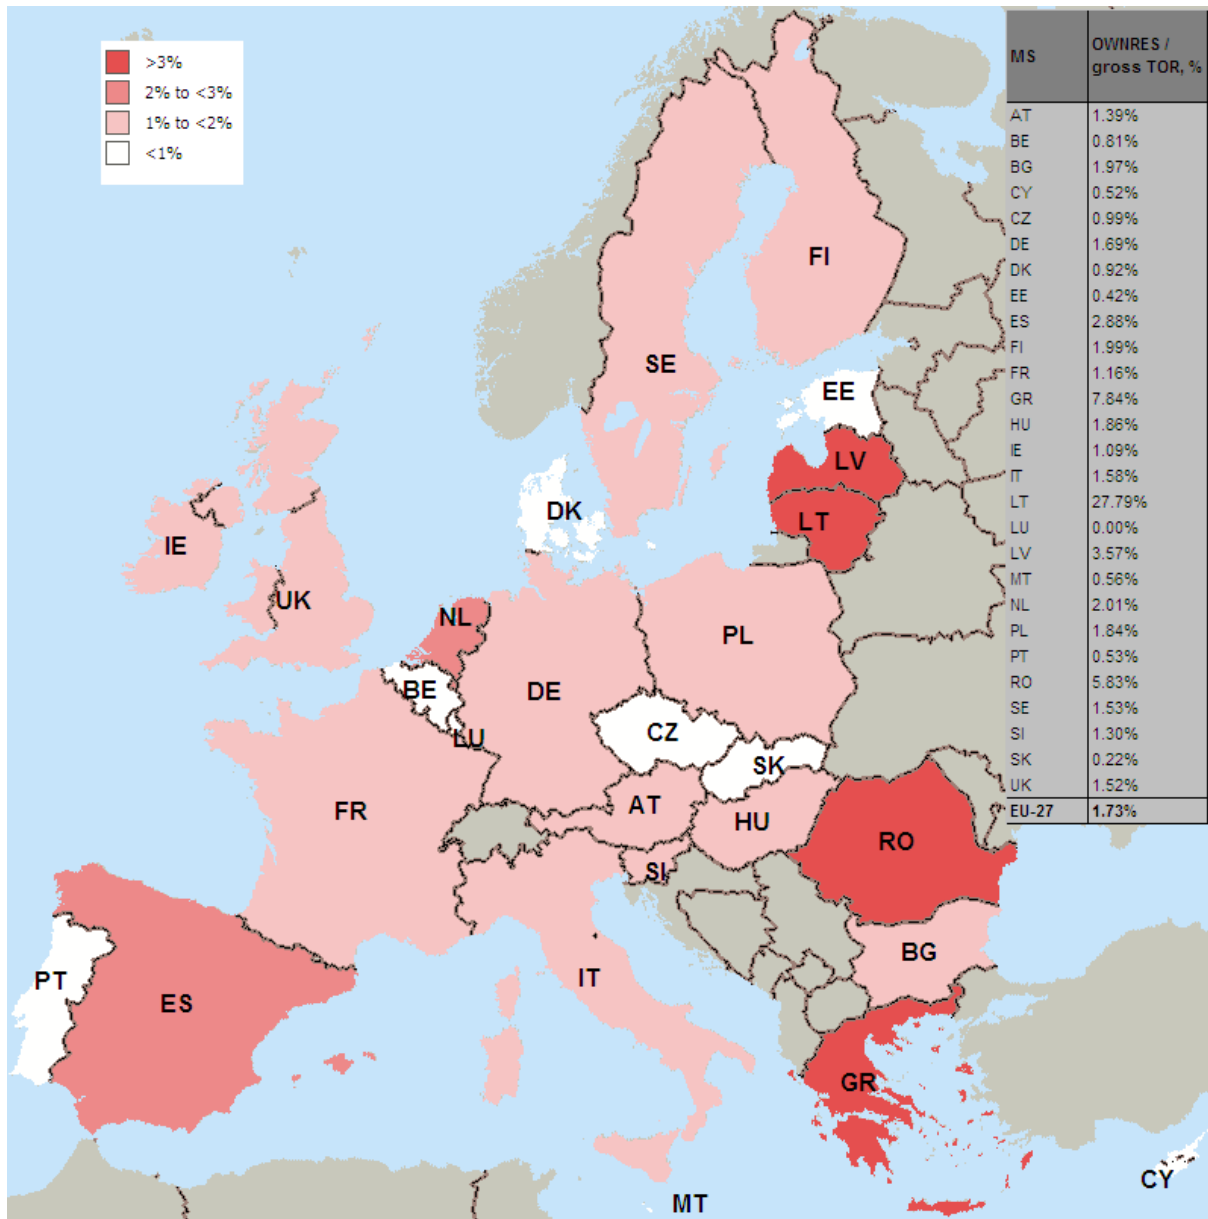 >3%
2% to <3%
1% to <2%
<1%
MS OWNRES / gross TOR, %
AT 1.39%
BE 0.81%
BG 1.97%
CY 0.52%
CZ 0.99%
DE 1.69%
DK 0.92%
EE 0.42%
ES 2.88%
FI 1.99%
FR 1.16%
GR 7.84%
HU 1.86%
IE 1.09%
IT 1.58%
LT 27.79%
LU 0.00%
LV 3.57%
MT 0.56%
NL 2.01%
PL 1.84%
PT 0.53%
RO 5.83%
SE 1.53%
SI 1.30%
SK 0.22%
UK 1.52%
EU-27 1.73%
FI
SE
EE
LV
DK
LT
IE
UK
NL
PL
BE
DE
LU
CZ
SK
FR
AT
HU
RO
SI
BG
PT
ES
IT
GR
CY
MT